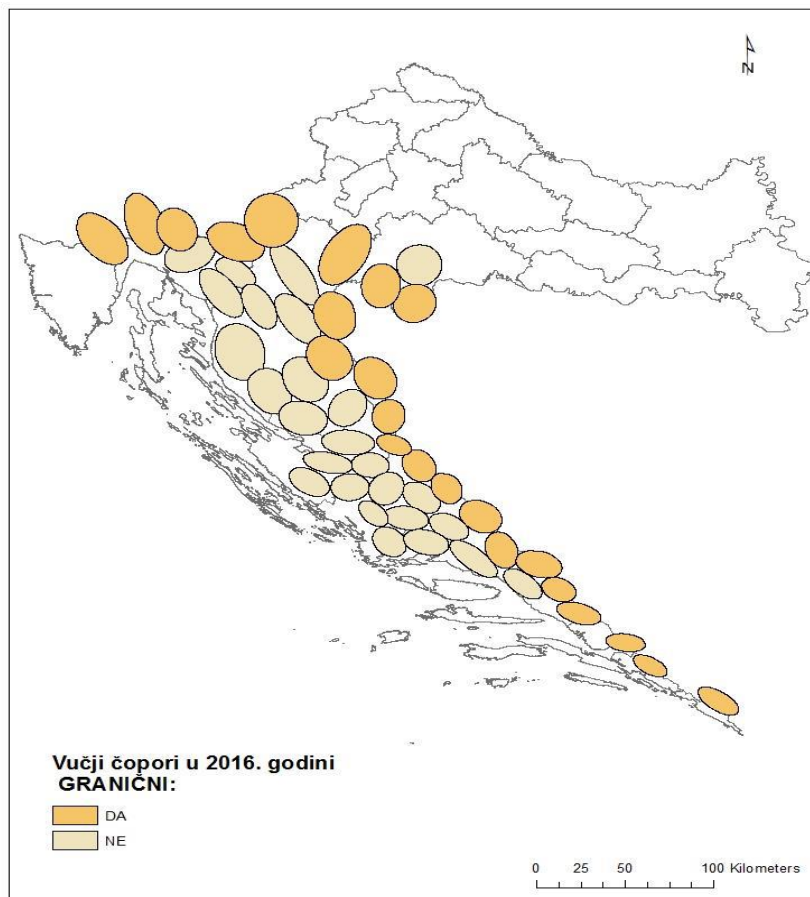 N
Vučji čopori u 2016. godini
GRANIČNI:
DA
NE
0 25 50 100 Kilometers